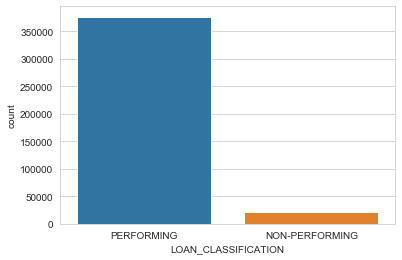 350000
300000
250000
200000
150000
100000
50000
0
count
PERFORMING
NON-PERFORMING
LOAN_CLASSIFICATION